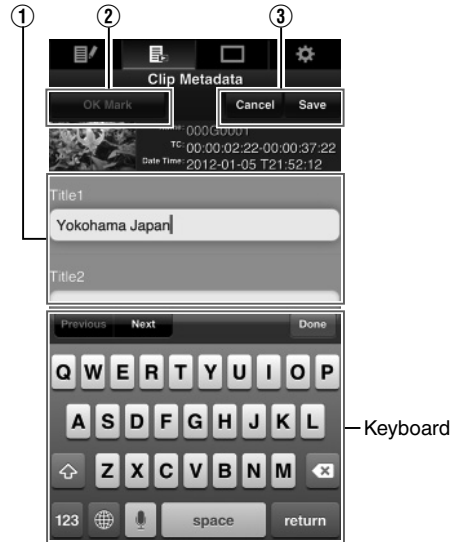 ① ② ③
Clip Metadata
OK Mark Cancel Save
Name: 000G0001
TC: 00:00:02:22-00:00:37:22
Date Time: 2012-01-05 T21:52:12
Title1
Yokohama Japan
Title2
Previous Next Done
Q W E R T Y U I O P
A S D F G H J K L
Keyboard
Z X C V B N M
123 space return